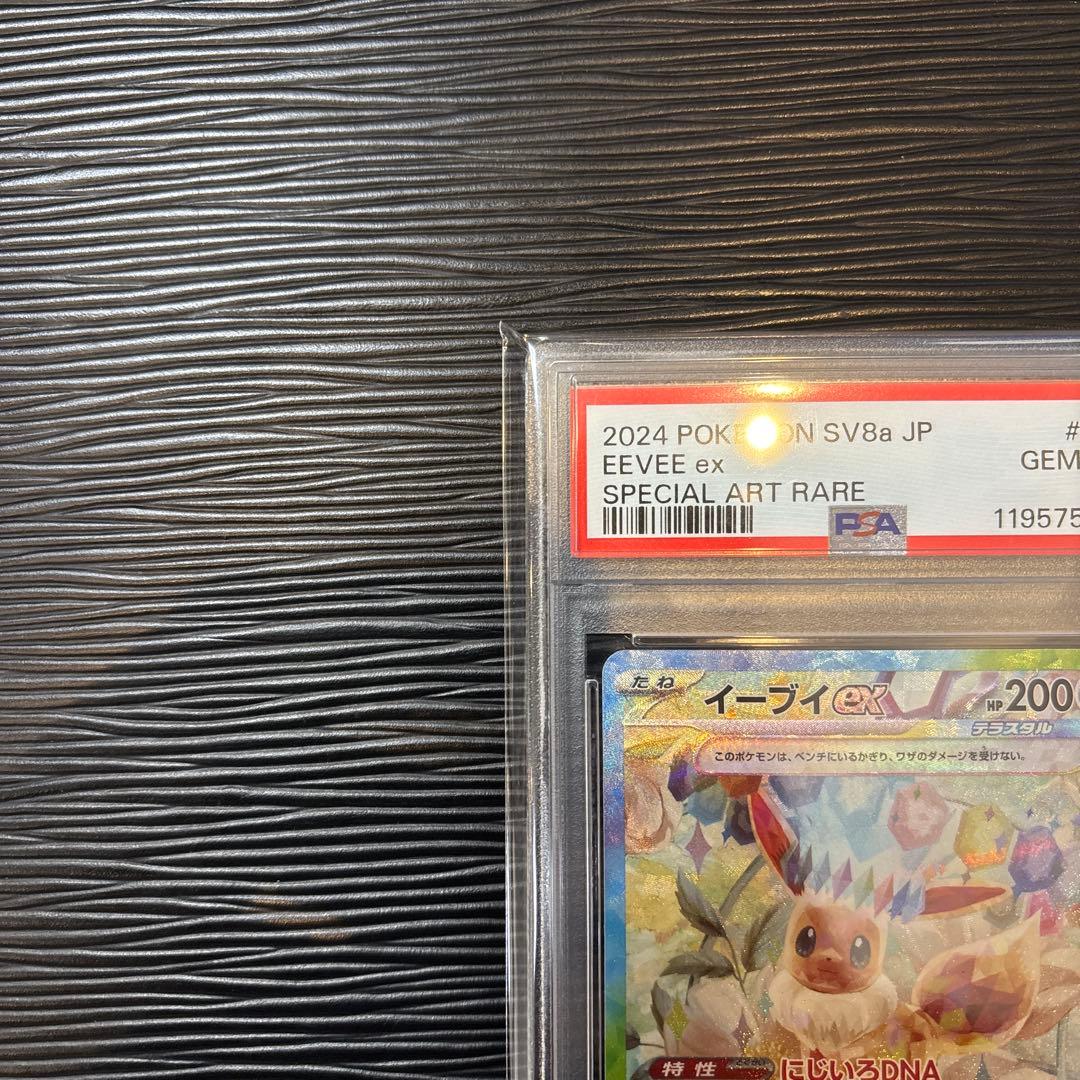 2024 POKEMON SV8a JP #
EEVEE ex GEM
SPECIAL ART RARE
PSA 119575
たね イーブイex HP200
テラスタル
このポケモンは、ベンチにいるかぎり、ワザのダメージを受けない。
特性 にじいろDNA